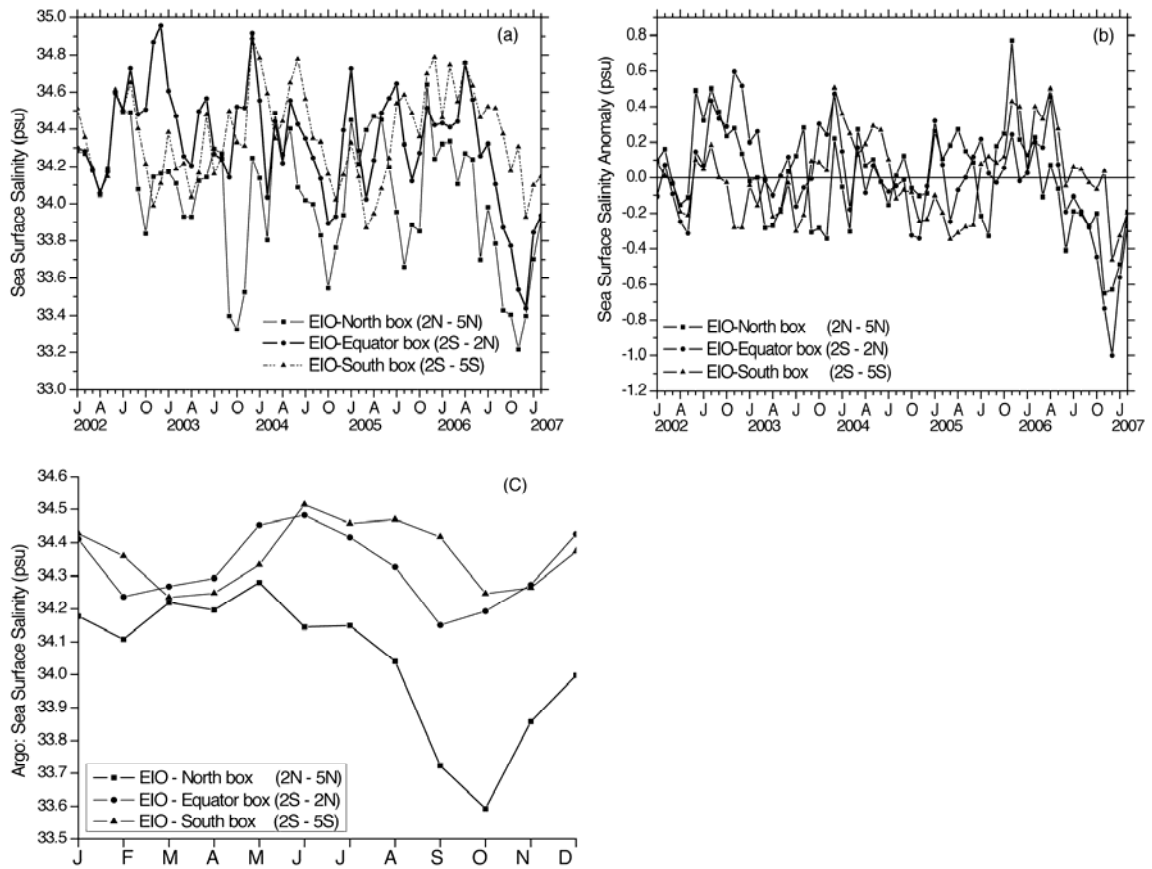 (a)
Sea Surface Salinity (psu)
35.0
34.8
34.6
34.4
34.2
34.0
33.8
33.6
33.4
33.2
33.0
EIO-North box (2N - 5N)
EIO-Equator box (2S - 2N)
EIO-South box (2S - 5S)
J A J O J A J O J A J O J A J O J A J O J
2002 2003 2004 2005 2006 2007
(b)
Sea Surface Salinity Anomaly (psu)
0.8
0.6
0.4
0.2
0.0
-0.2
-0.4
-0.6
-0.8
-1.0
-1.2
EIO-North box (2N - 5N)
EIO-Equator box (2S - 2N)
EIO-South box (2S - 5S)
J A J O J A J O J A J O J A J O J A J O J
2002 2003 2004 2005 2006 2007
(C)
Argo: Sea Surface Salinity (psu)
34.6
34.5
34.4
34.3
34.2
34.1
34.0
33.9
33.8
33.7
33.6
33.5
EIO - North box (2N - 5N)
EIO - Equator box (2S - 2N)
EIO - South box (2S - 5S)
J F M A M J J A S O N D